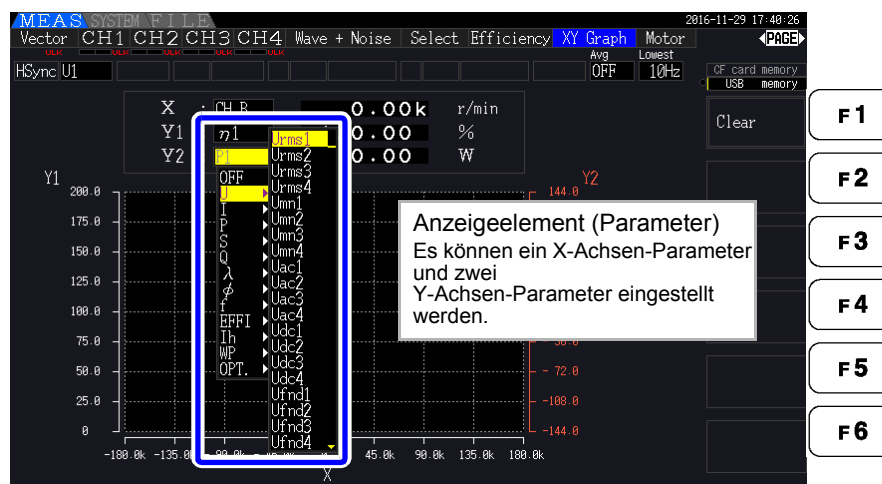 MEAS SYSTEM FILE 2016-11-29 17:40:26
Vector CH1 CH2 CH3 CH4 Wave + Noise Select Efficiency XY Graph Motor PAGE
Avg Lowest
HSync U1 OFF 10Hz
CF card memory
USB memory
X : CH B 0.00k r/min
Y1 η1 0.00 %
Y2 P1 0.00 W
Clear
F1
F2
F3
F4
F5
F6
OFF
U
I
P
S
Q
λ
φ
f
EFFI
Ih
WP
OPT.
Urms1
Urms2
Urms3
Urms4
Umn1
Umn2
Umn3
Umn4
Uac1
Uac2
Uac3
Uac4
Udc1
Udc2
Udc3
Udc4
Ufnd1
Ufnd2
Ufnd3
Ufnd4
Anzeigeelement (Parameter)
Es können ein X-Achsen-Parameter
und zwei
Y-Achsen-Parameter eingestellt
werden.
Y1
200.0
175.0
150.0
125.0
100.0
75.0
50.0
25.0
0
Y2
144.0
- 72.0
-108.0
-144.0
-180.0k 45.0k 90.0k 135.0k 180.0k
X